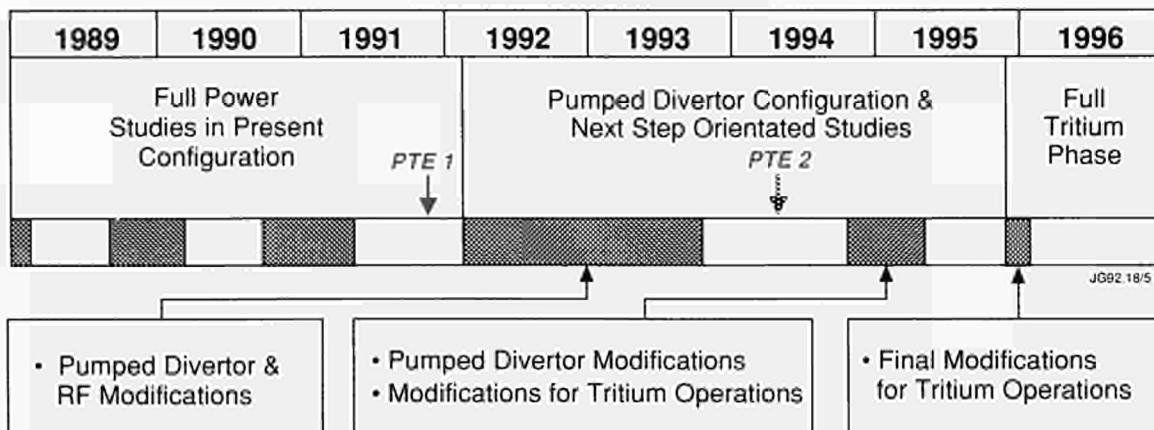 1989 1990 1991 1992 1993 1994 1995 1996
Full Power
Studies in Present
Configuration
PTE 1
Pumped Divertor Configuration &
Next Step Orientated Studies
PTE 2
Full
Tritium
Phase
JG92.16/5
• Pumped Divertor &
RF Modifications
• Pumped Divertor Modifications
• Modifications for Tritium Operations
• Final Modifications
for Tritium Operations